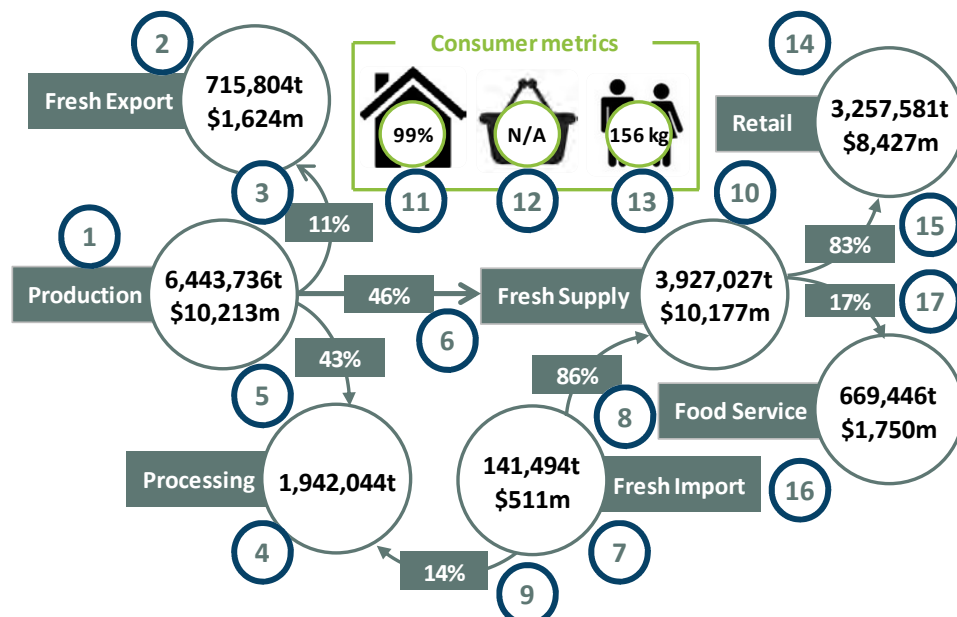 2
14
Consumer metrics
Fresh Export
715,804t
$1,624m
99%
N/A
156 kg
Retail
3,257,581t
$8,427m
3
11
12
13
10
15
1
11%
83%
Production
6,443,736t
$10,213m
46%
Fresh Supply
3,927,027t
$10,177m
17%
17
6
43%
86%
5
8
Food Service
669,446t
$1,750m
Processing
1,942,044t
141,494t
$511m
Fresh Import
16
4
7
14%
9